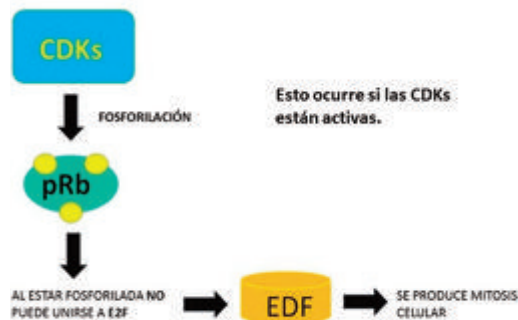 CDKs
Esto ocurre si las CDKs
están activas.
FOSFORILACIÓN
pRb
AL ESTAR FOSFORILADA NO
PUEDE UNIRSE A E2F
EDF
SE PRODUCE MITOSIS
CELULAR